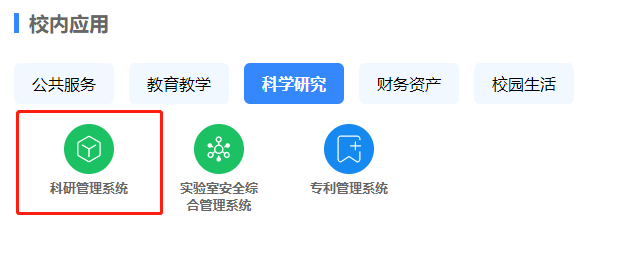 校内应用
公共服务 教育教学 科学研究 财务资产 校园生活
科研管理系统 实验室安全综 专利管理系统
合管理系统